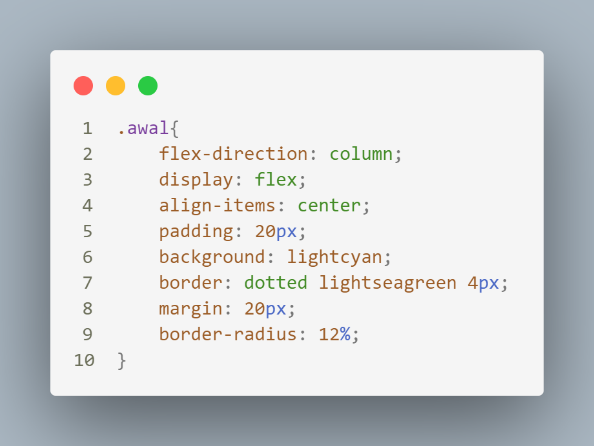 1 .awal{
2 flex-direction: column;
3 display: flex;
4 align-items: center;
5 padding: 20px;
6 background: lightcyan;
7 border: dotted lightseagreen 4px;
8 margin: 20px;
9 border-radius: 12%;
10 }